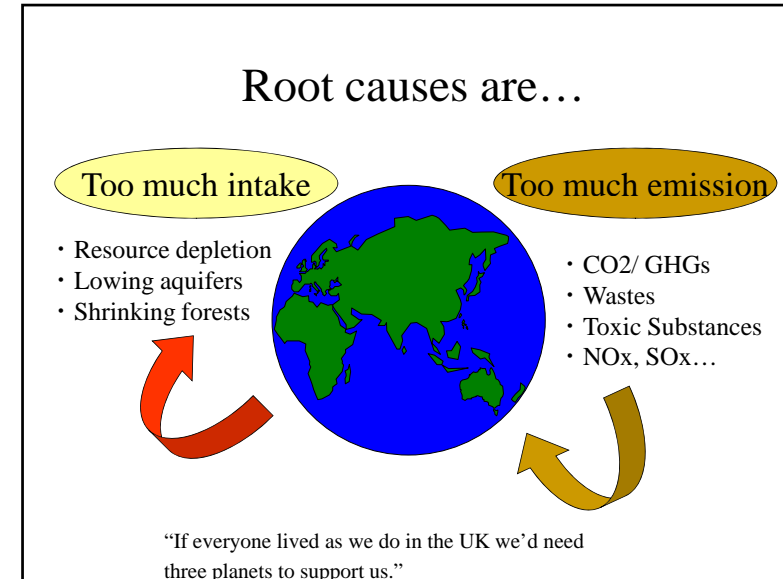 Root causes are…
Too much intake
・Resource depletion
・Lowing aquifers
・Shrinking forests
Too much emission
・CO2/ GHGs
・Wastes
・Toxic Substances
・NOx, SOx…
“If everyone lived as we do in the UK we’d need
three planets to support us.”